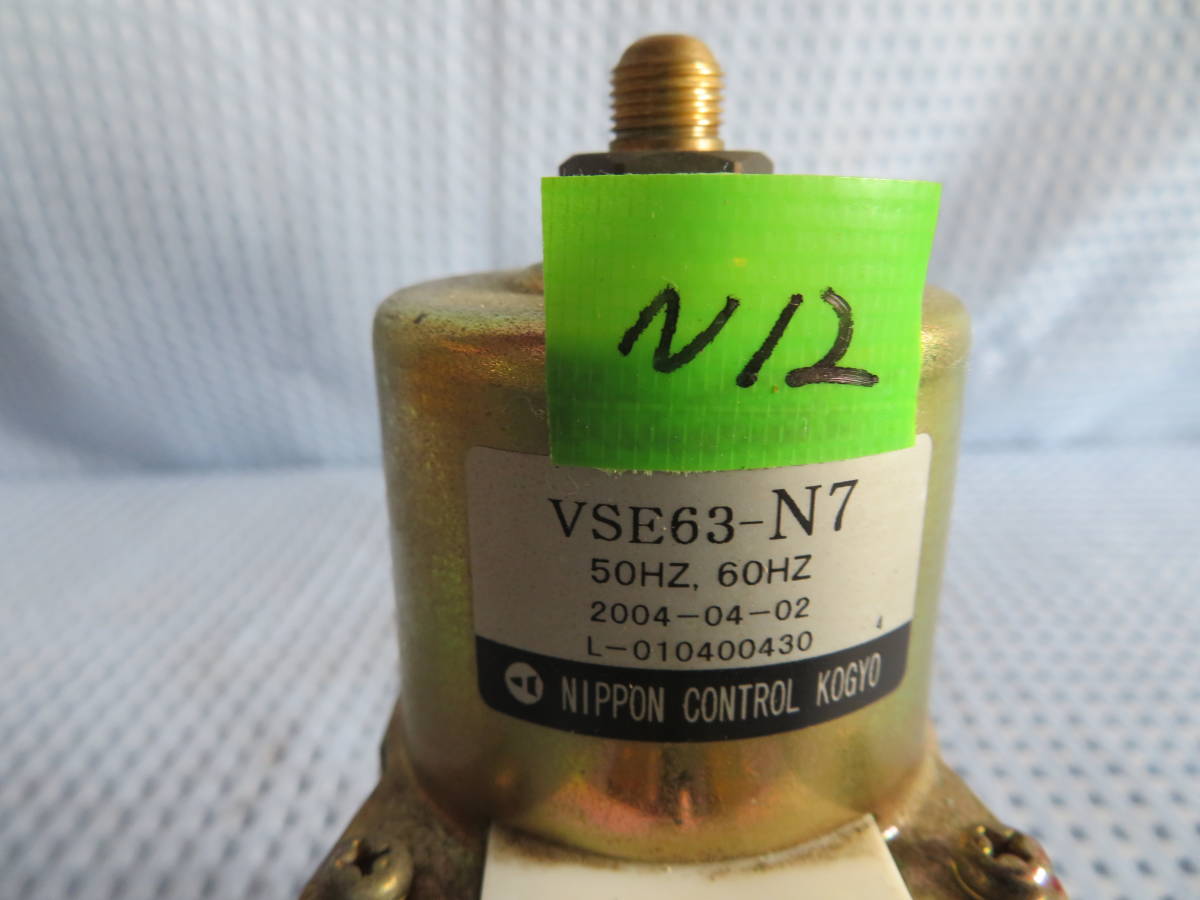 N12
VSE63-N7
50HZ, 60HZ
2004-04-02
L-010400430
4
NIPPON CONTROL KOGYO